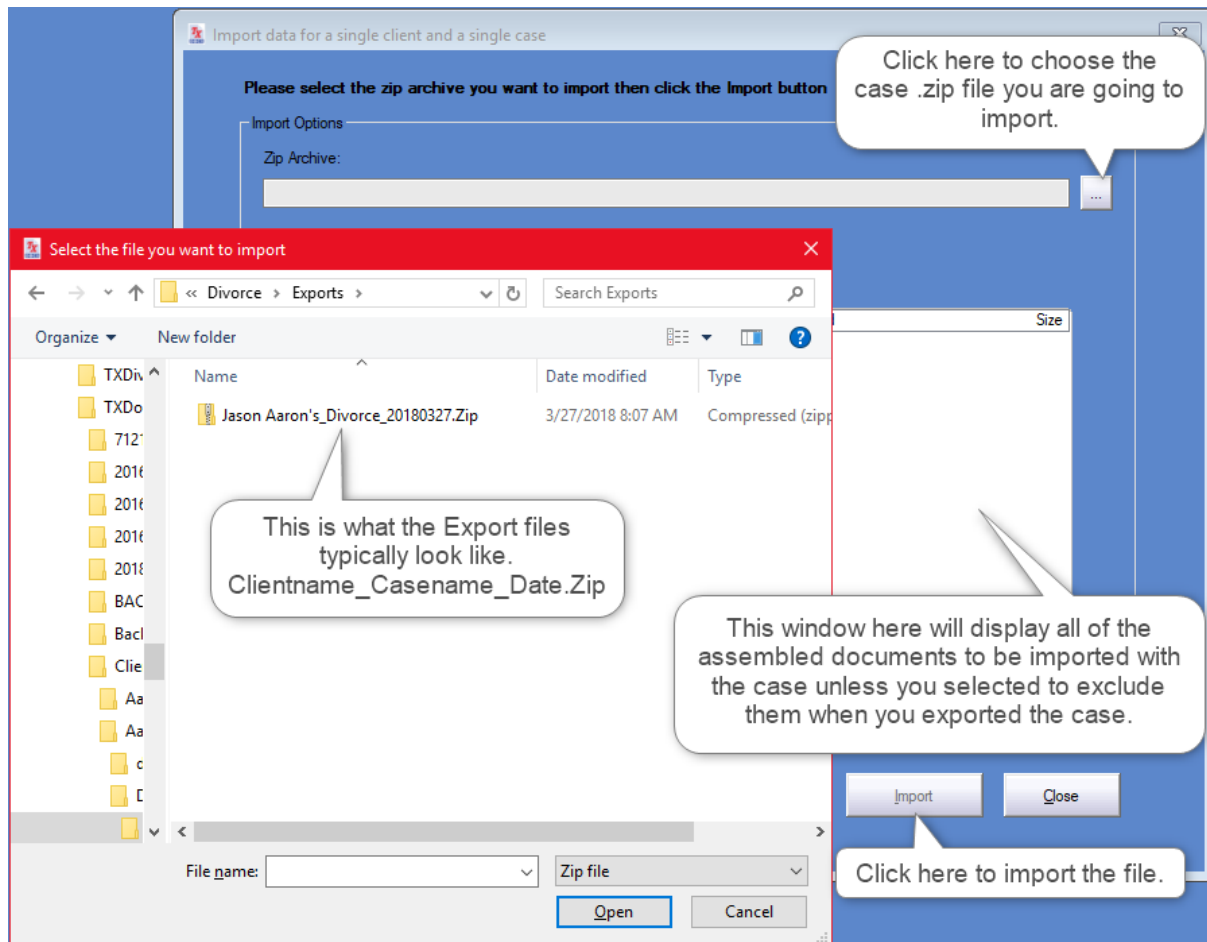 Import data for a single client and a single case
Click here to choose the
case .zip file you are going to
import.
Please select the zip archive you want to import then click the Import button
Import Options
Zip Archive:
...
Select the file you want to import
« Divorce > Exports >
Search Exports
Organize
New folder
Size
Name
Date modified
Type
TXDiv
TXDo
Jason Aaron's_Divorce_20180327.Zip
3/27/2018 8:07 AM
Compressed (zipp
712
2016
2016
2016
2018
BAC
Back
Clie
Aa
Aa
This is what the Export files
typically look like.
Clientname_Casename_Date.Zip
This window here will display all of the
assembled documents to be imported with
the case unless you selected to exclude
them when you exported the case.
Import
Close
Click here to import the file.
File name:
Zip file
Open
Cancel